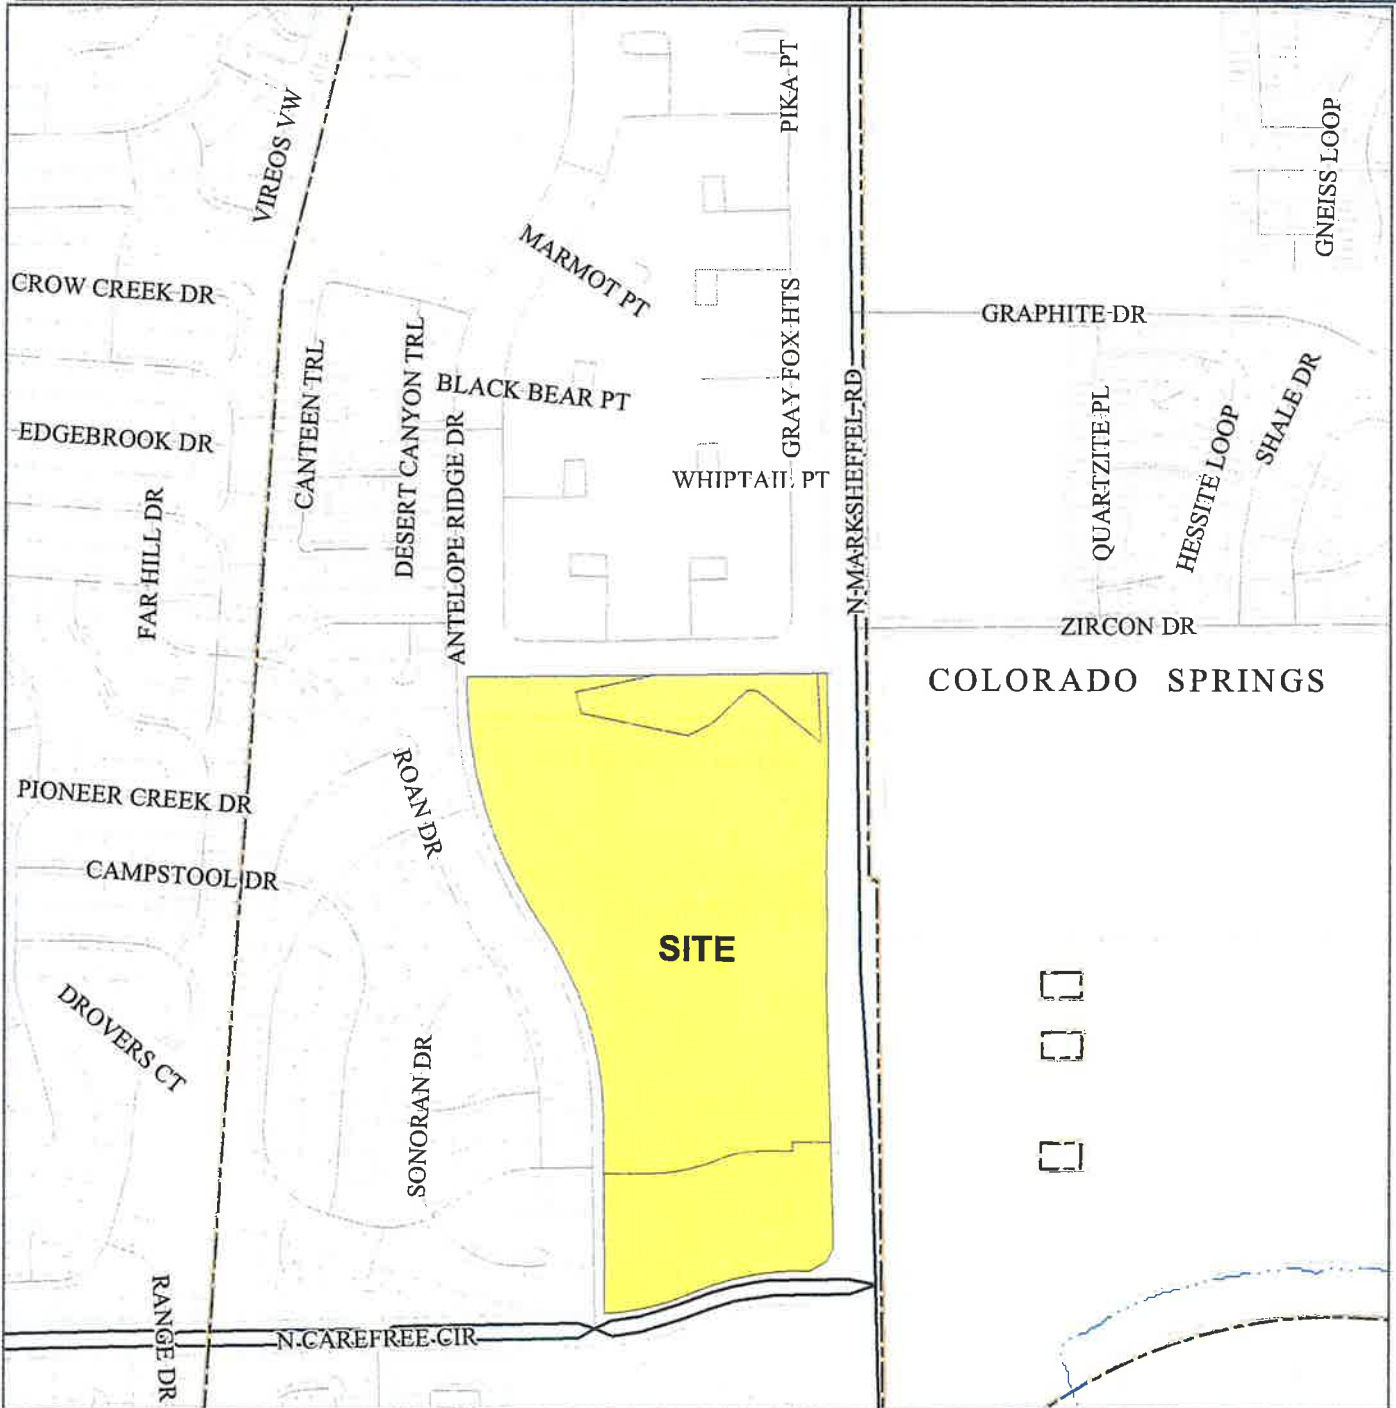 PIKA PT
VIREOS VW
GNEISS LOOP
MARMOT PT
CROW CREEK DR
GRAPHITE DR
CANTEEN TRL
DESERT CANYON TRL
BLACK BEAR PT
GRAY FOX HTS
N MARKSHEFFEL RD
QUARTZITE PL
HESSITE LOOP
SHALE DR
EDGEBROOK DR
ANTELOPE RIDGE DR
WHIPTAIL PT
FAR HILL DR
ZIRCON DR
COLORADO SPRINGS
ROAN DR
PIONEER CREEK DR
CAMPSTOOL DR
SITE
DROVERS CT
SONORAN DR
RANGE DR
N CAREFREE CIR